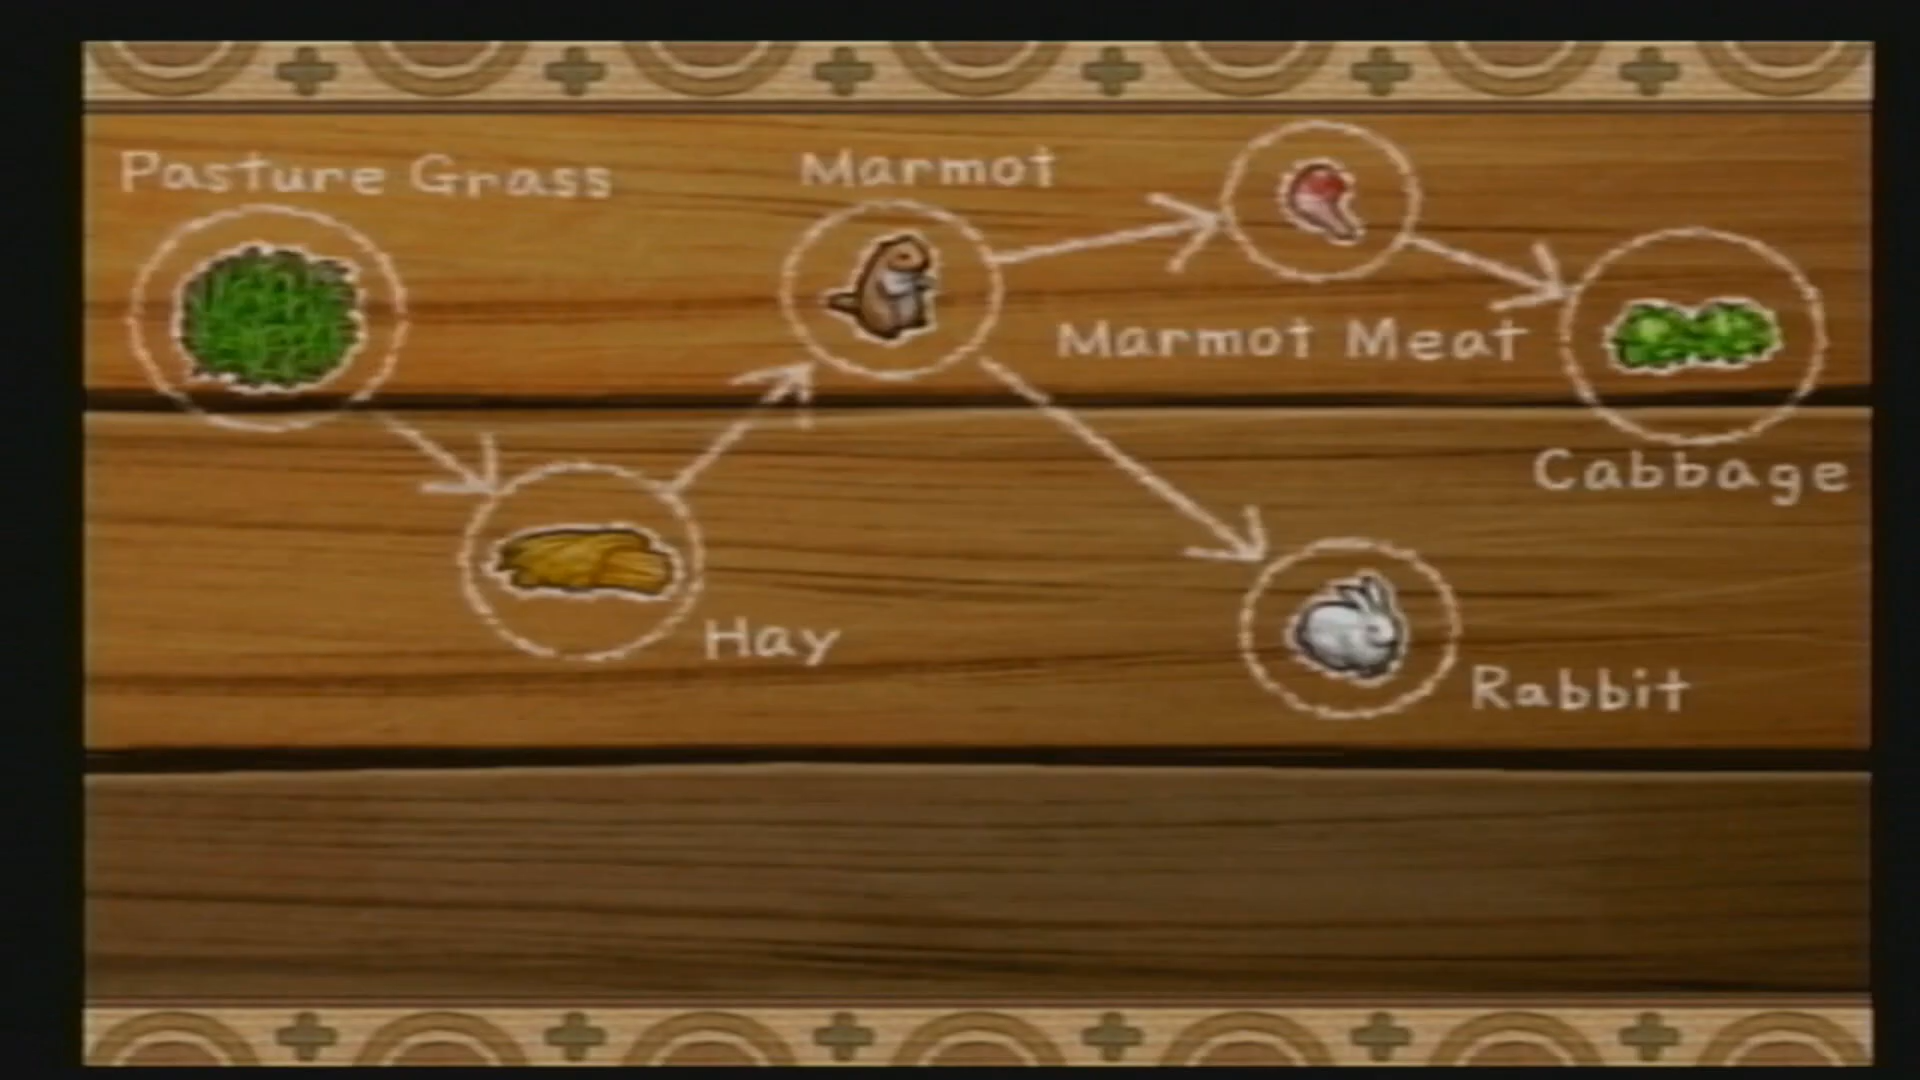 Pasture Grass
Marmot
Marmot Meat
Cabbage
Hay
Rabbit